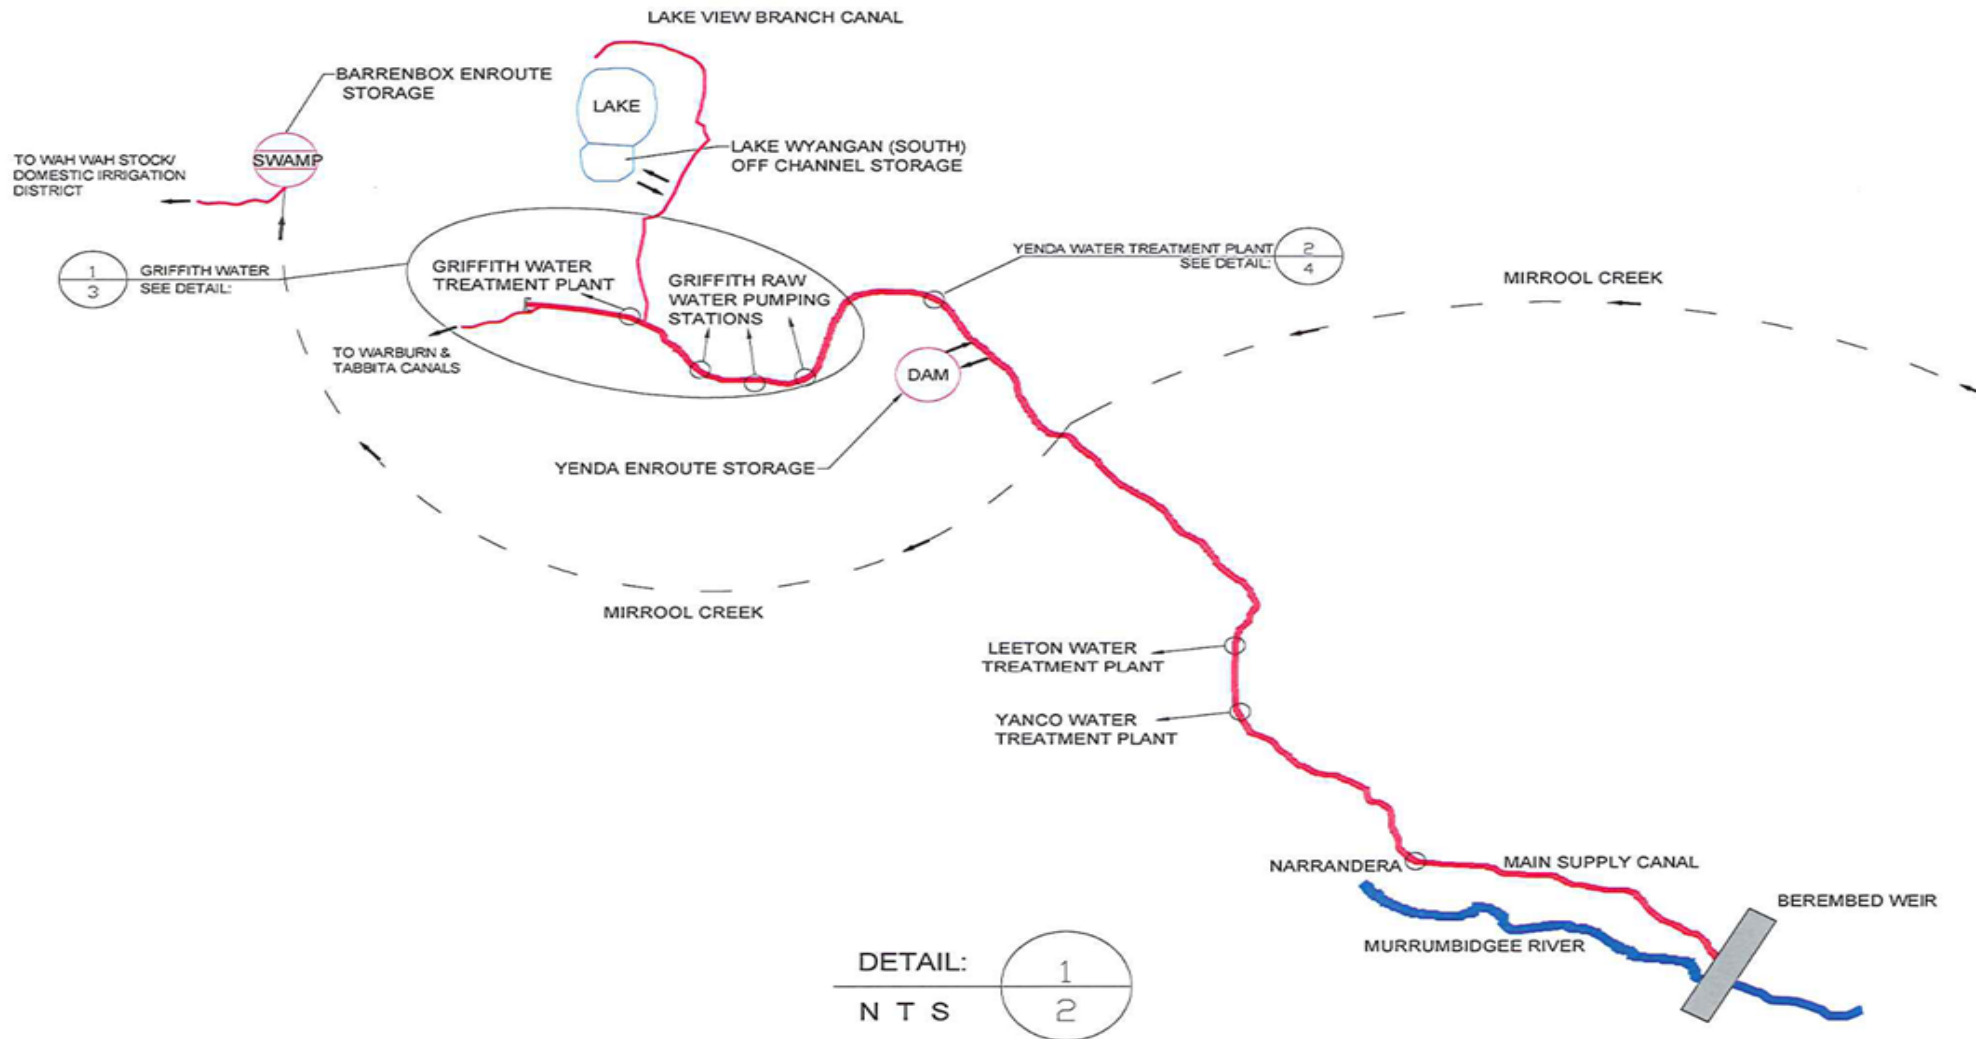 LAKE VIEW BRANCH CANAL
BARRENBOX ENROUTE
STORAGE
LAKE
SWAMP
TO WAH WAH STOCK/
DOMESTIC IRRIGATION
DISTRICT
LAKE WYANGAN (SOUTH)
OFF CHANNEL STORAGE
1
3
GRIFFITH WATER
SEE DETAIL:
GRIFFITH WATER
TREATMENT PLANT
GRIFFITH RAW
WATER PUMPING
STATIONS
YENDA WATER TREATMENT PLANT
SEE DETAIL:
2
4
MIRROOL CREEK
TO WARBURN &
TABBITA CANALS
DAM
YENDA ENROUTE STORAGE
MIRROOL CREEK
LEETON WATER
TREATMENT PLANT
YANCO WATER
TREATMENT PLANT
NARRANDERA
MAIN SUPPLY CANAL
BEREMBED WEIR
MURRUMBIDGEE RIVER
DETAIL:
N T S
1
2